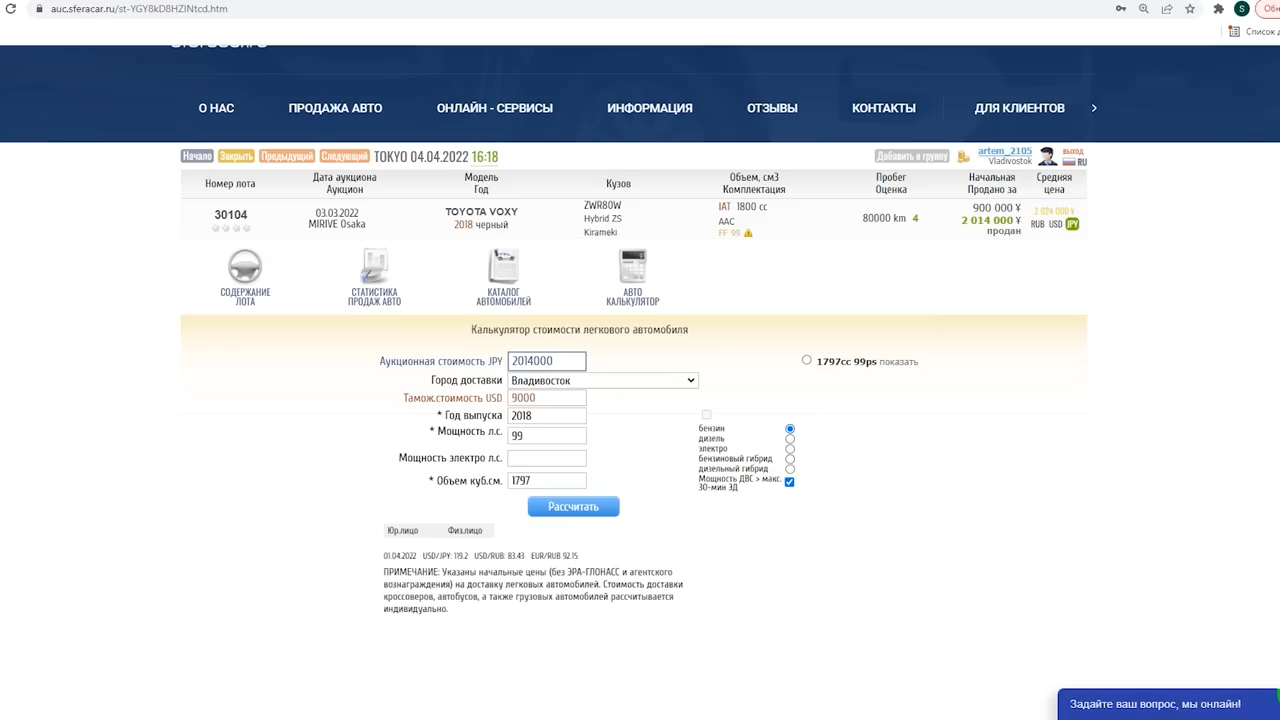 auc.sferacar.ru/st-YGY8kD8HZlNtcd.htm
S
Обн
Список д
О НАС
ПРОДАЖА АВТО
ОНЛАЙН - СЕРВИСЫ
ИНФОРМАЦИЯ
ОТЗЫВЫ
КОНТАКТЫ
ДЛЯ КЛИЕНТОВ
Начало Закрыть Предыдущий Следующий TOKYO 04.04.2022 16:18
Добавить в группу
artem_2105
Vladivostok
выход
RU
Номер лота
Дата аукциона
Аукцион
Модель
Год
Кузов
Объем, см3
Комплектация
Пробег
Оценка
Начальная
Продано за
Средняя
цена
30104
03.03.2022
MIRIVE Osaka
TOYOTA VOXY
2018 черный
ZWR80W
Hybrid ZS
Kirameki
IAT 1800 cc
AAC
FF 99
80000 km 4
900 000 ¥
2 014 000 ¥
продан
2 024 000 ¥
RUB USD JPY
СОДЕРЖАНИЕ
ЛОТА
СТАТИСТИКА
ПРОДАЖ АВТО
КАТАЛОГ
АВТОМОБИЛЕЙ
АВТО
КАЛЬКУЛЯТОР
Калькулятор стоимости легкового автомобиля
Аукционная стоимость JPY 2014000
1797cc 99ps показать
Город доставки Владивосток
Тамож.стоимость USD 9000
* Год выпуска 2018
* Мощность л.с. 99
Мощность электро л.с.
* Объем куб.см. 1797
бензин
дизель
электро
бензиновый гибрид
дизельный гибрид
Мощность ДВС > макс.
30-мин ЭД
Рассчитать
Юр.лицо Физ.лицо
01.04.2022 USD/JPY: 119.2 USD/RUB: 83.43 EUR/RUB 92.15
ПРИМЕЧАНИЕ: Указаны начальные цены (без ЭРА-ГЛОНАСС и агентского
вознаграждения) на доставку легковых автомобилей. Стоимость доставки
кроссоверов, автобусов, а также грузовых автомобилей рассчитывается
индивидуально.
Задайте ваш вопрос, мы онлайн!